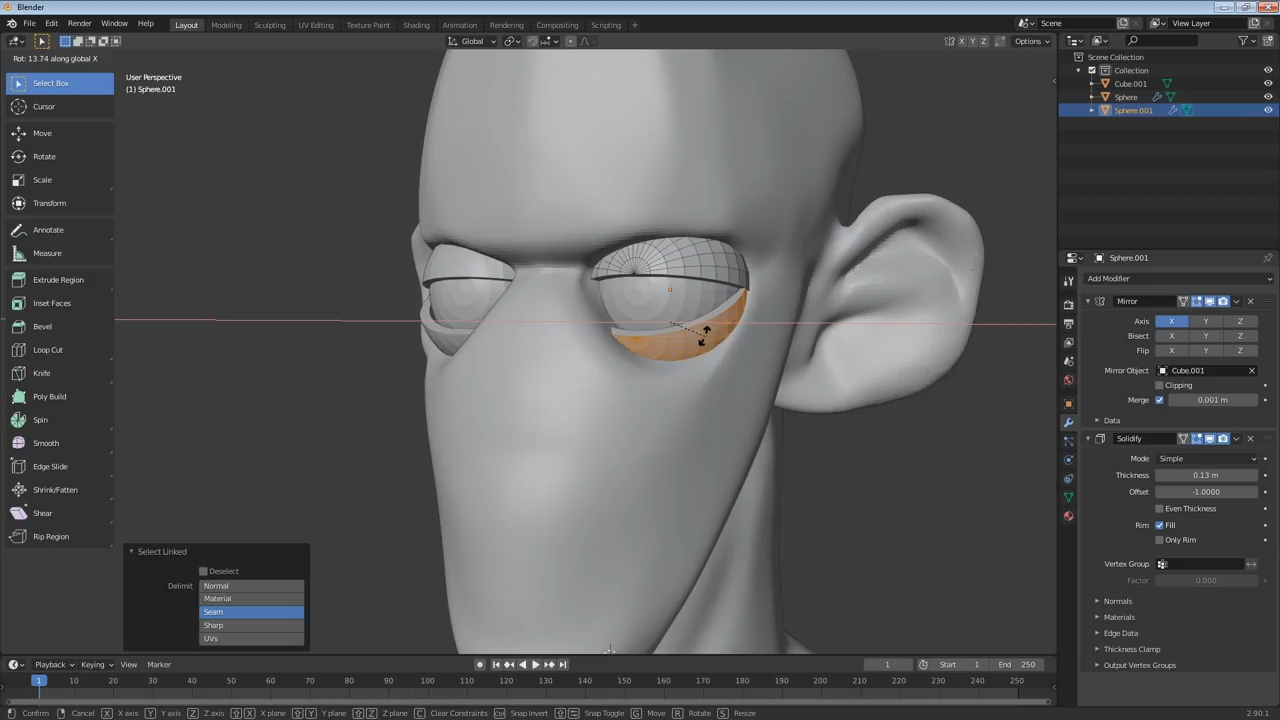 Blender
File Edit Render Window Help
Layout Modeling Sculpting UV Editing Texture Paint Shading Animation Rendering Compositing Scripting +
Scene View Layer
Global X Y Z Options
Rot: 13.74 along global X
User Perspective
(1) Sphere.001
Select Box
Cursor
Move
Rotate
Scale
Transform
Annotate
Measure
Extrude Region
Inset Faces
Bevel
Loop Cut
Knife
Poly Build
Spin
Smooth
Edge Slide
Shrink/Fatten
Shear
Rip Region
Select Linked
Deselect
Delimit Normal
Material
Seam
Sharp
UVs
Scene Collection
Collection
Cube.001
Sphere
Sphere.001
Sphere.001
Add Modifier
Mirror
Axis X Y Z
Bisect X Y Z
Flip X Y Z
Mirror Object Cube.001
Clipping
Merge 0.001 m
Data
Solidify
Mode Simple
Thickness 0.13 m
Offset -1.0000
Even Thickness
Rim Fill
Only Rim
Vertex Group
Factor 0.000
Normals
Materials
Edge Data
Thickness Clamp
Output Vertex Groups
Playback Keying View Marker 1 Start 1 End 250
1 10 20 30 40 50 60 70 80 90 100 110 120 130 140 150 160 170 180 190 200 210 220 230 240 250
Confirm Cancel X X axis Y Y axis Z Z axis X X plane Y Y plane Z Z plane C Clear Constraints Snap Invert Snap Toggle G Move R Rotate S Resize 2.90.1